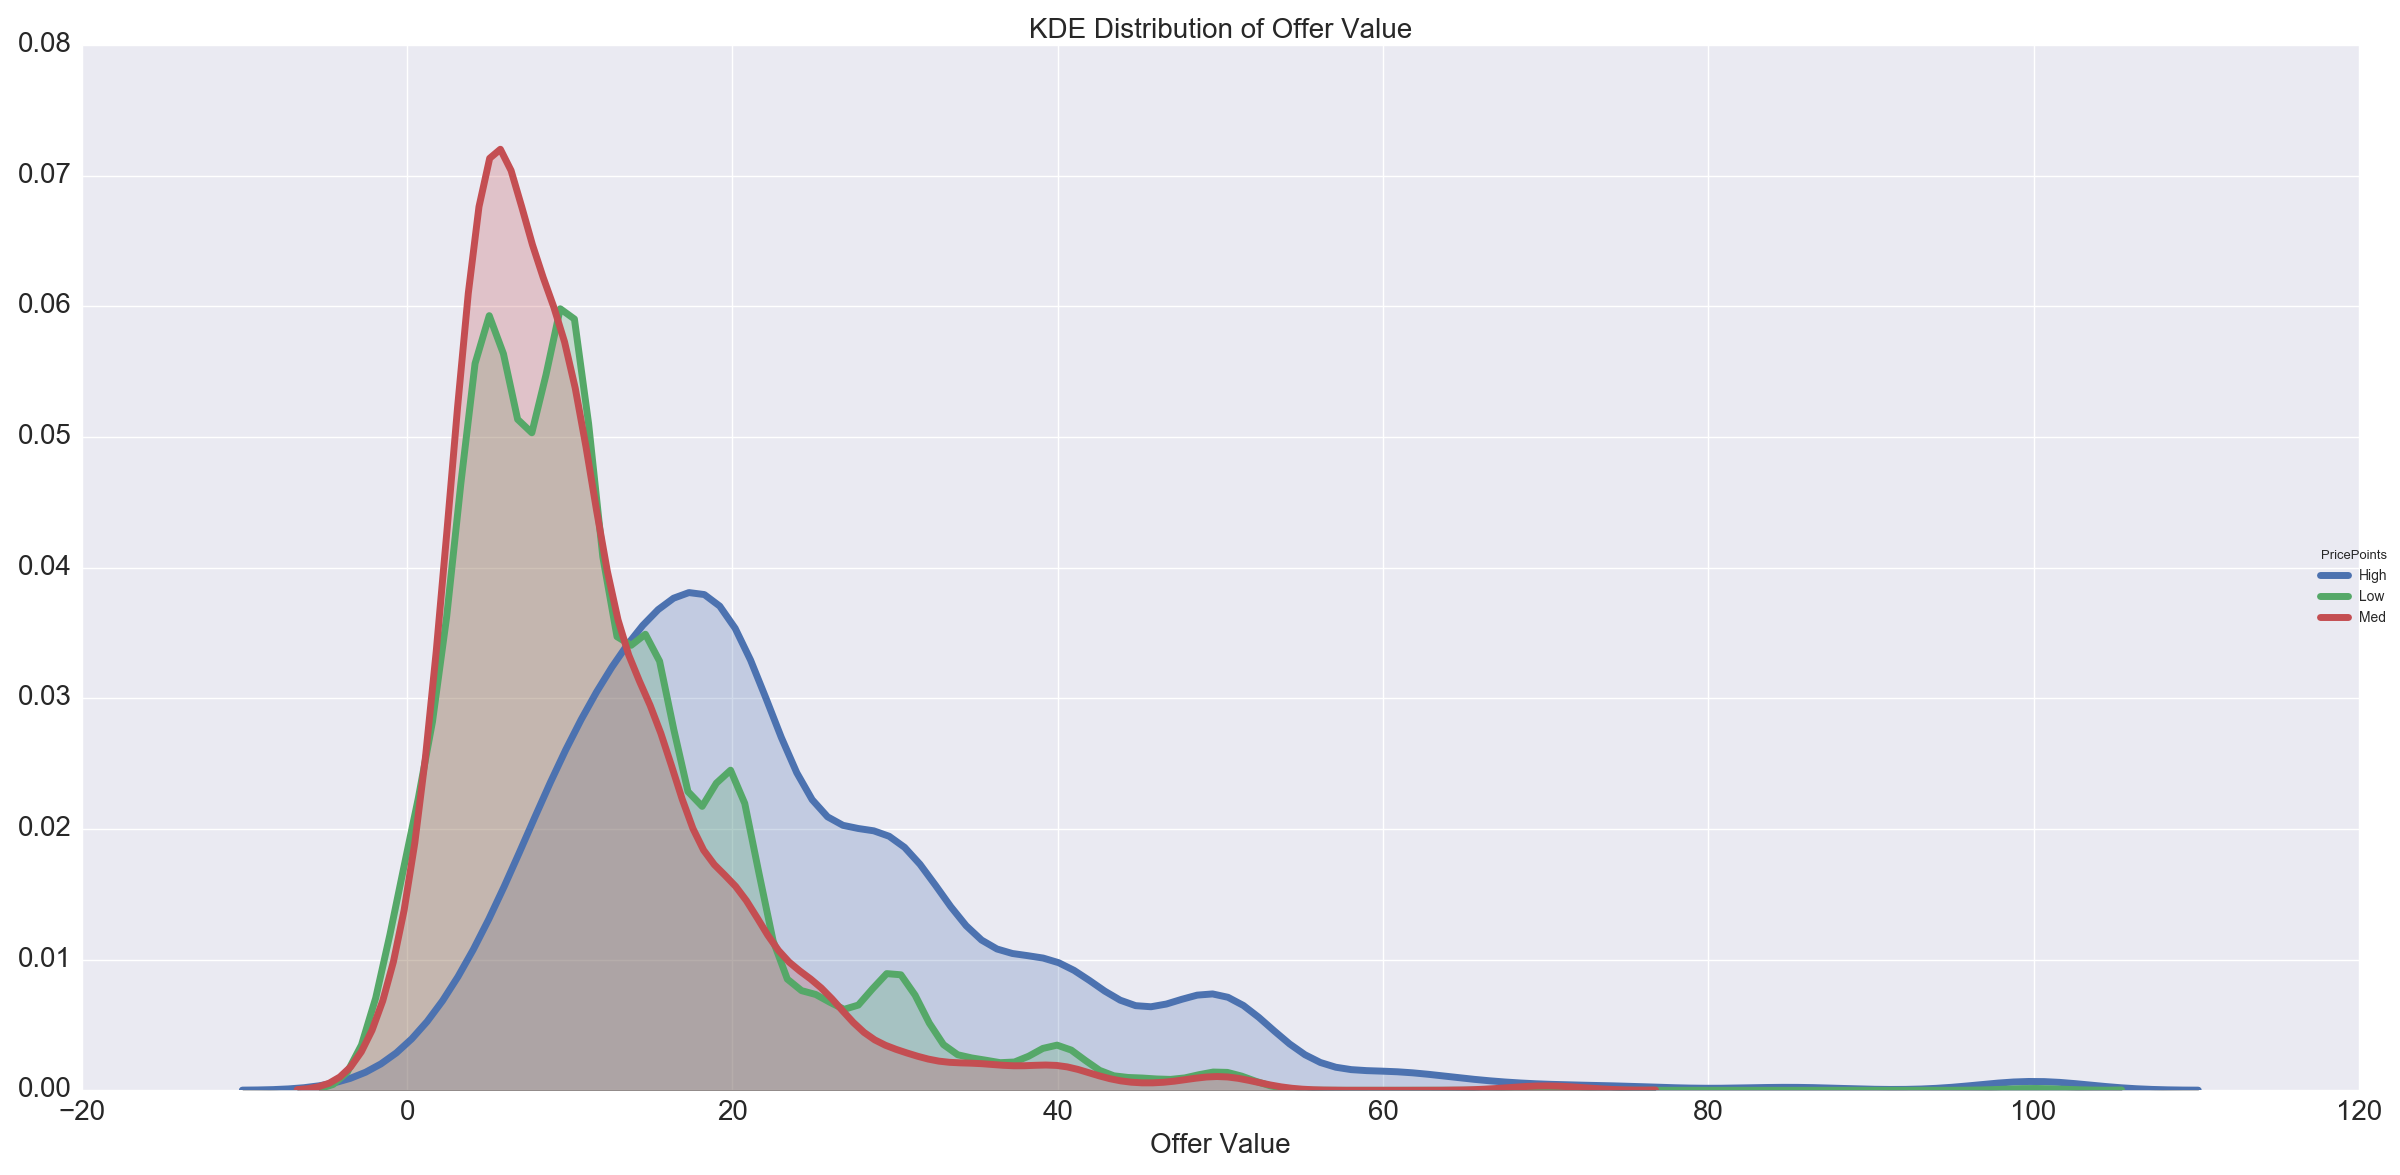 KDE Distribution of Offer Value
0.08
0.07
0.06
0.05
0.04
0.03
0.02
0.01
0.00
PricePoints
High
Low
Med
−20 0 20 40 60 80 100 120
Offer Value